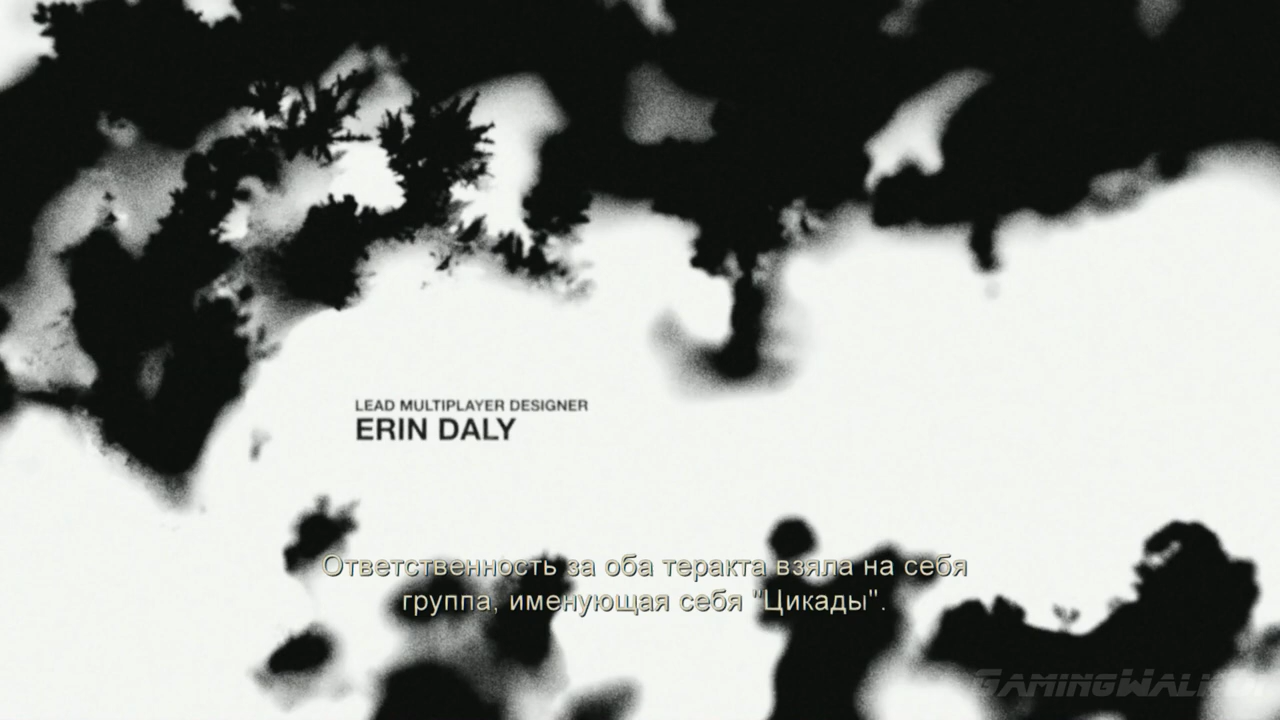 LEAD MULTIPLAYER DESIGNER
ERIN DALY
Ответственность за оба теракта взяла на себя
группа, именующая себя "Цикады".